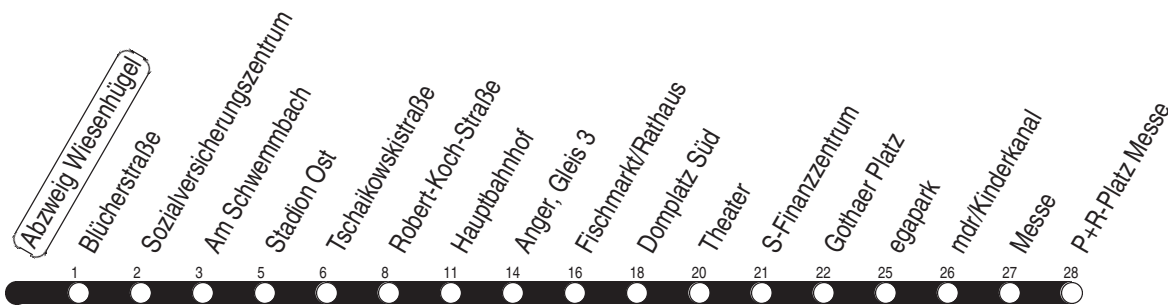 Abzweig Wiesenhügel
Blücherstraße
Sozialversicherungszentrum
Am Schwemmbach
Stadion Ost
Tschaikowskistraße
Robert-Koch-Straße
Hauptbahnhof
Anger, Gleis 3
Fischmarkt/Rathaus
Domplatz Süd
Theater
S-Finanzzentrum
Gothaer Platz
egapark
mdr/Kinderkanal
Messe
P+R-Platz Messe
1 2 3 5 6 8 11 14 16 18 20 21 22 25 26 27 28